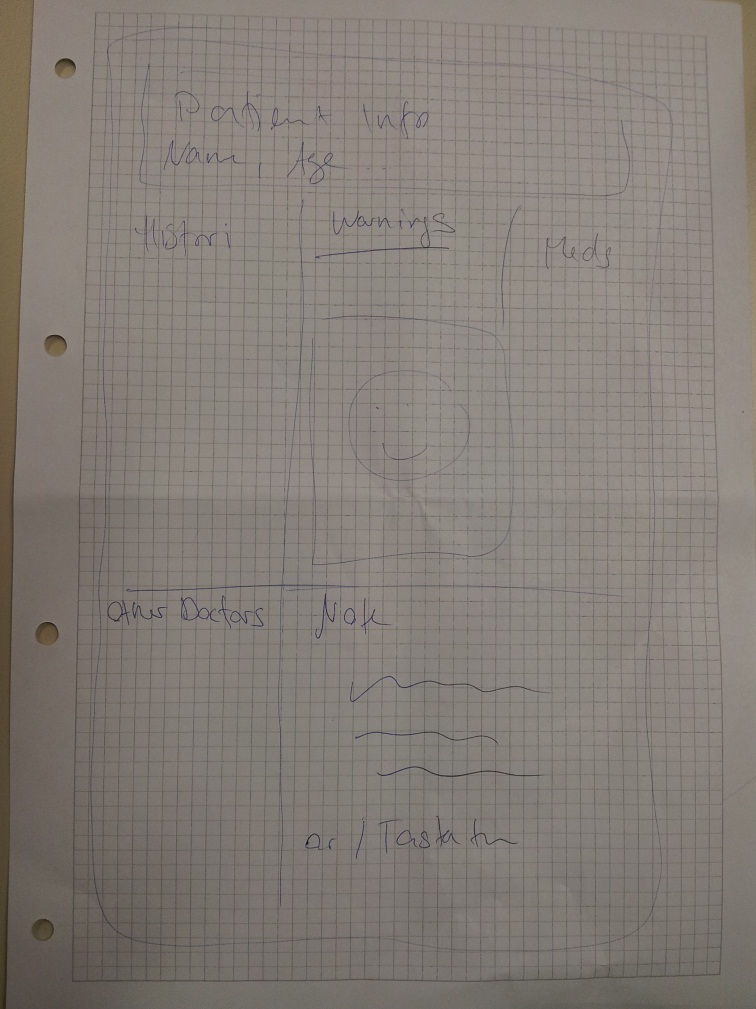 Patient Info
Name, Age ...
Histori
Warnings
Meds
Other Doctors
Note
or / Tastatur